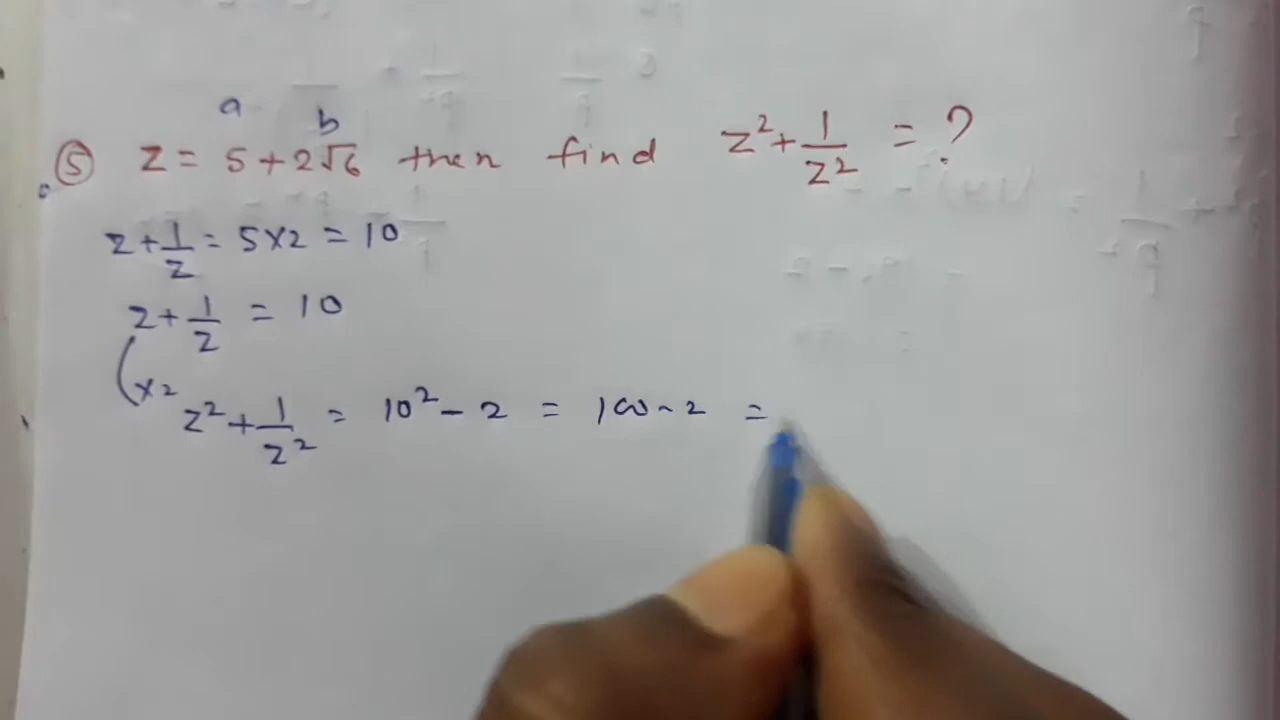 a b
⑤ z = 5 + 2√6 then find z² + 1/z² = ?
z + 1/z = 5×2 = 10
z + 1/z = 10
x2 z² + 1/z² = 10² - 2 = 100 - 2 =